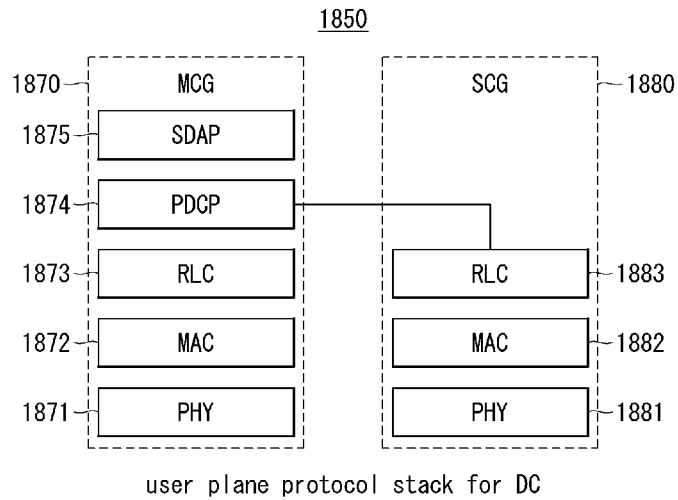 1850
1870 MCG SCG 1880
1875 SDAP
1874 PDCP
1873 RLC RLC 1883
1872 MAC MAC 1882
1871 PHY PHY 1881
user plane protocol stack for DC